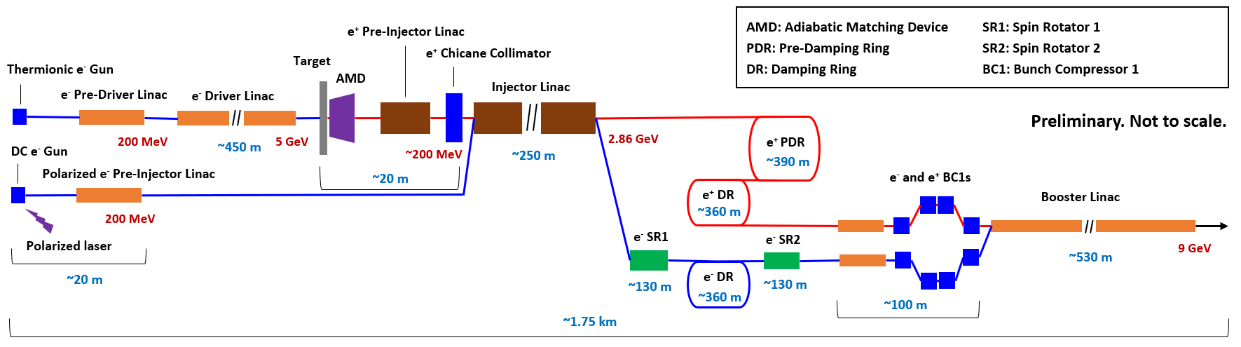 AMD: Adiabatic Matching Device
SR1: Spin Rotator 1
PDR: Pre-Damping Ring
SR2: Spin Rotator 2
DR: Damping Ring
BC1: Bunch Compressor 1
e⁺ Pre-Injector Linac
e⁺ Chicane Collimator
Thermionic e⁻ Gun
Target
AMD
e⁻ Pre-Driver Linac
e⁻ Driver Linac
Injector Linac
Preliminary. Not to scale.
200 MeV
~450 m
5 GeV
~200 MeV
~250 m
2.86 GeV
e⁺ PDR
~390 m
DC e⁻ Gun
Polarized e⁻ Pre-Injector Linac
~20 m
e⁻ and e⁺ BC1s
200 MeV
e⁺ DR
~360 m
Booster Linac
Polarized laser
e⁻ SR1
e⁻ SR2
9 GeV
~530 m
~20 m
~130 m
e⁻ DR
~360 m
~130 m
~100 m
~1.75 km